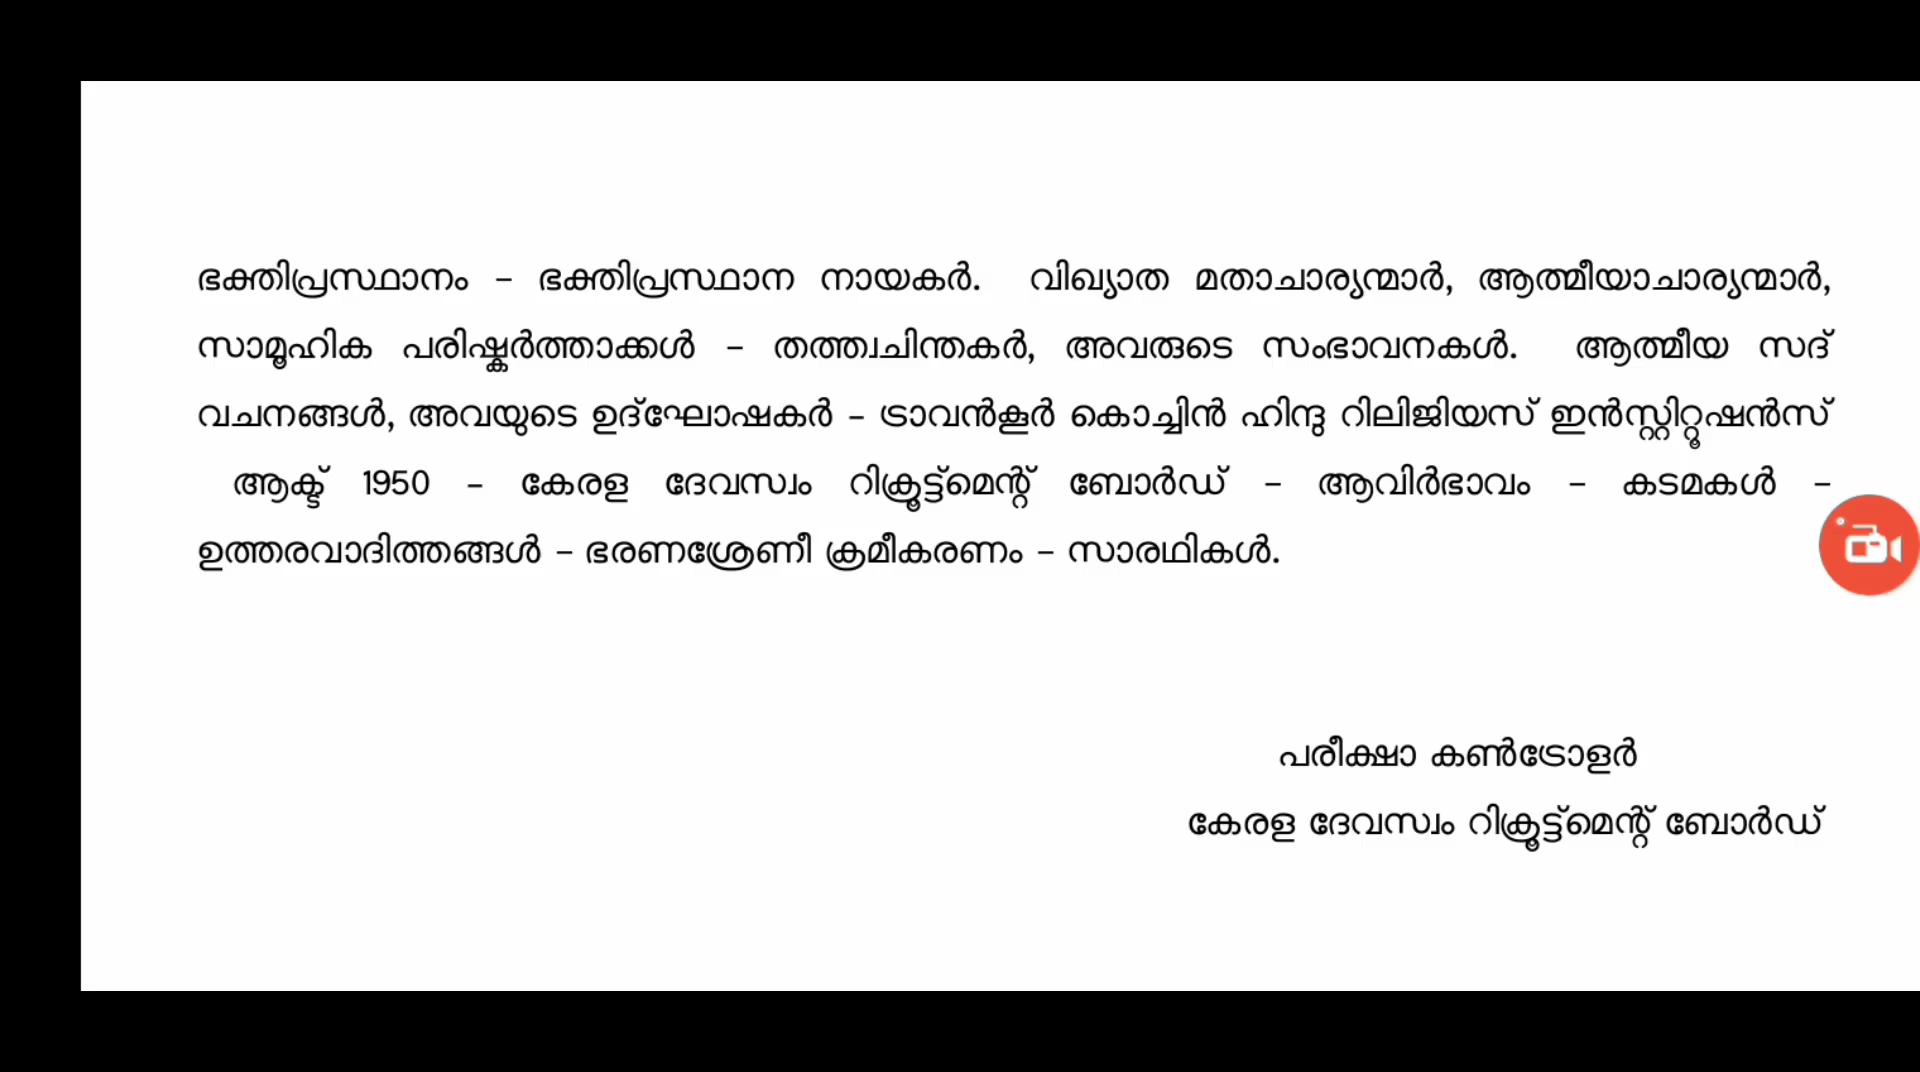 ഭക്തിപ്രസ്ഥാനം – ഭക്തിപ്രസ്ഥാന നായകർ. വിഖ്യാത മതാചാര്യന്മാർ, ആത്മീയാചാര്യന്മാർ,
സാമൂഹിക പരിഷ്കർത്താക്കൾ – തത്ത്വചിന്തകർ, അവരുടെ സംഭാവനകൾ. ആത്മീയ സദ്
വചനങ്ങൾ, അവയുടെ ഉദ്ഘോഷകർ – ട്രാവൻകൂർ കൊച്ചിൻ ഹിന്ദു റിലിജിയസ് ഇൻസ്റ്റിറ്റൂഷൻസ്
ആക്ട് 1950 – കേരള ദേവസ്വം റിക്രൂട്ട്മെന്റ് ബോർഡ് – ആവിർഭാവം – കടമകൾ –
ഉത്തരവാദിത്തങ്ങൾ – ഭരണശ്രേണീ ക്രമീകരണം – സാരഥികൾ.
പരീക്ഷാ കൺട്രോളർ
കേരള ദേവസ്വം റിക്രൂട്ട്മെന്റ് ബോർഡ്